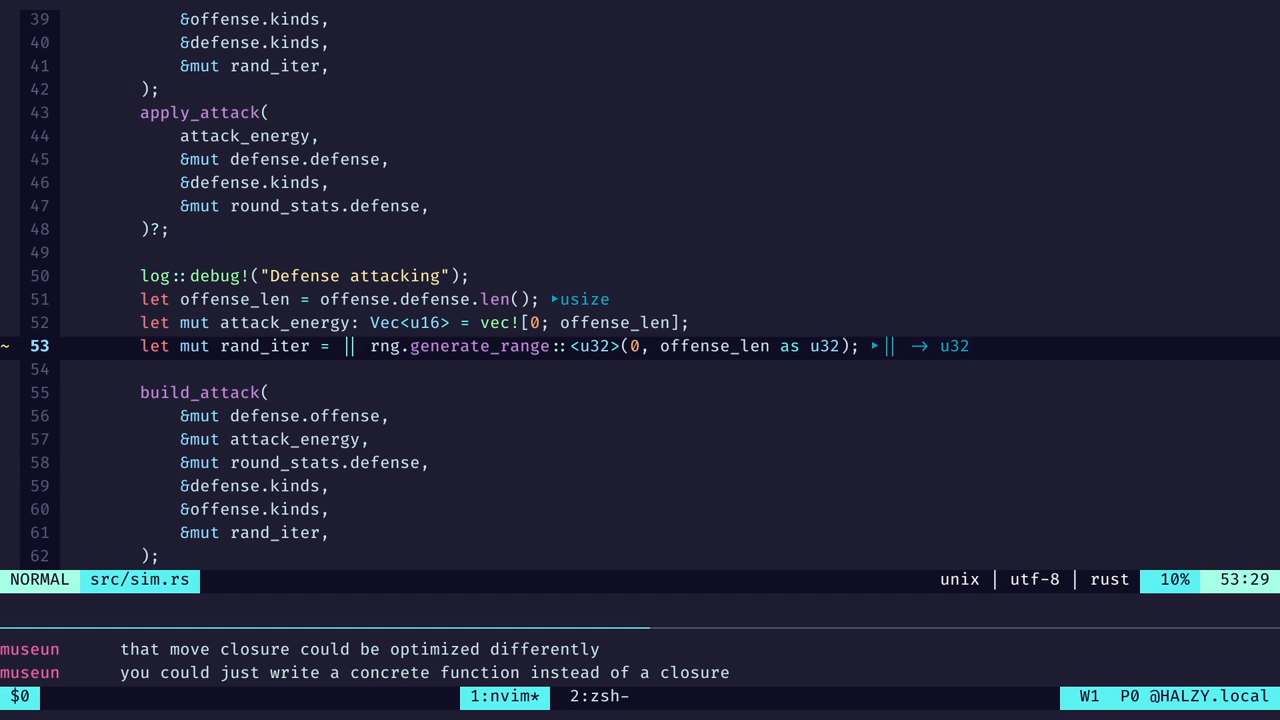 39 &offense.kinds,
40 &defense.kinds,
41 &mut rand_iter,
42 );
43 apply_attack(
44 attack_energy,
45 &mut defense.defense,
46 &defense.kinds,
47 &mut round_stats.defense,
48 )?;
49
50 log::debug!("Defense attacking");
51 let offense_len = offense.defense.len(); ▸usize
52 let mut attack_energy: Vec<u16> = vec![0; offense_len];
~ 53 let mut rand_iter = || rng.generate_range::<u32>(0, offense_len as u32); ▸|| → u32
54
55 build_attack(
56 &mut defense.offense,
57 &mut attack_energy,
58 &mut round_stats.defense,
59 &defense.kinds,
60 &offense.kinds,
61 &mut rand_iter,
62 );
NORMAL src/sim.rs unix | utf-8 | rust 10% 53:29
museun that move closure could be optimized differently
museun you could just write a concrete function instead of a closure
$0 1:nvim* 2:zsh- W1 P0 @HALZY.local